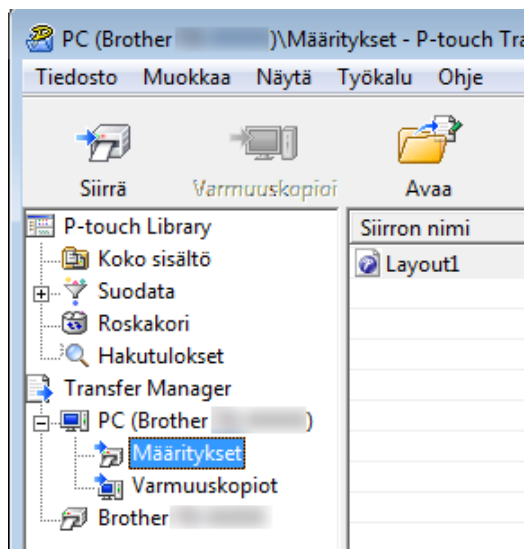 PC (Brother )\Määritykset - P-touch Tra
Tiedosto Muokkaa Näytä Työkalu Ohje
Siirrä Varmuuskopioi Avaa
P-touch Library
Koko sisältö
Suodata
Roskakori
Hakutulokset
Transfer Manager
PC (Brother )
Määritykset
Varmuuskopiot
Brother
Siirron nimi
Layout1